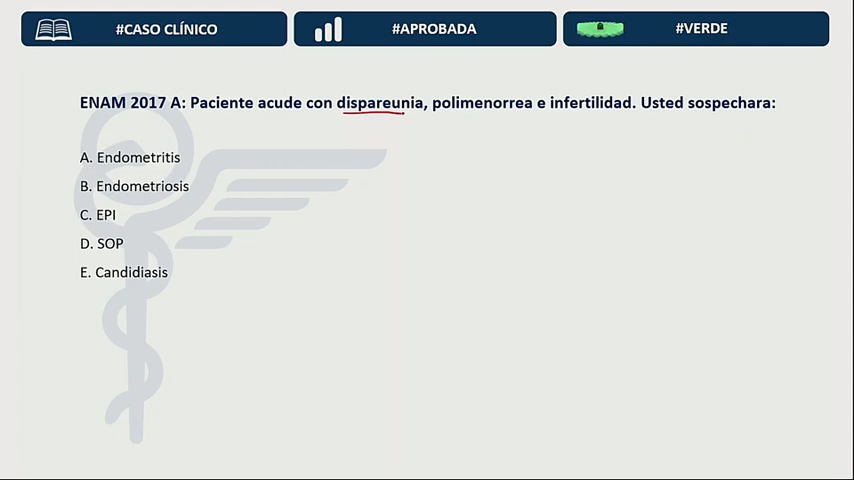 #CASO CLÍNICO
#APROBADA
#VERDE
ENAM 2017 A: Paciente acude con dispareunia, polimenorrea e infertilidad. Usted sospechara:
A. Endometritis
B. Endometriosis
C. EPI
D. SOP
E. Candidiasis